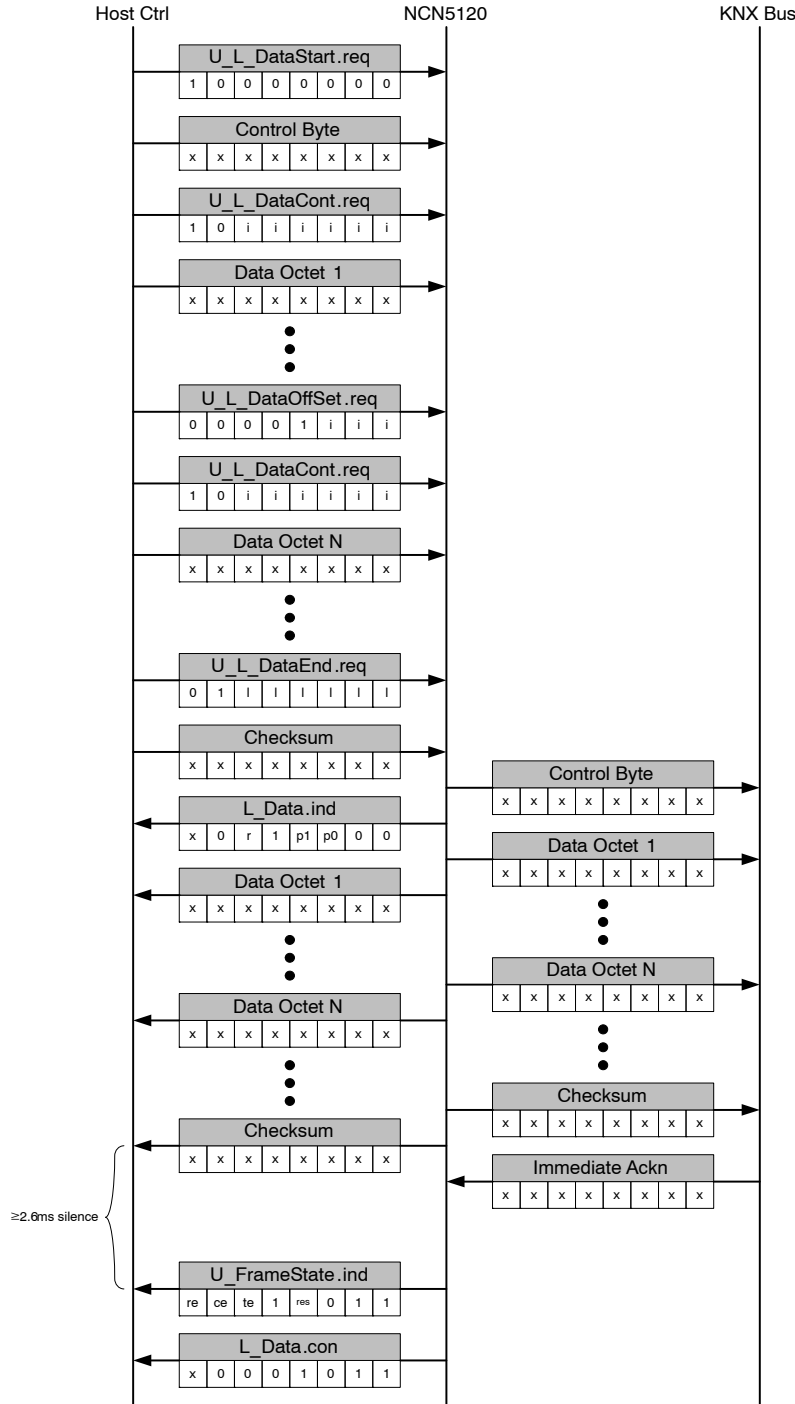 Host Ctrl NCN5120 KNX Bus
U_L_DataStart.req
1 0 0 0 0 0 0 0
Control Byte
x x x x x x x x
U_L_DataCont.req
1 0 i i i i i i
Data Octet 1
x x x x x x x x
U_L_DataOffSet.req
0 0 0 0 1 i i i
U_L_DataCont.req
1 0 i i i i i i
Data Octet N
x x x x x x x x
U_L_DataEnd.req
0 1 l l l l l l
Checksum
x x x x x x x x
Control Byte
x x x x x x x x
L_Data.ind
x 0 r 1 p1 p0 0 0
Data Octet 1
x x x x x x x x
Data Octet 1
x x x x x x x x
Data Octet N
x x x x x x x x
Data Octet N
x x x x x x x x
Checksum
x x x x x x x x
Checksum
x x x x x x x x
Immediate Ackn
x x x x x x x x
≥2.6ms silence
U_FrameState.ind
re ce te 1 res 0 1 1
L_Data.con
x 0 0 0 1 0 1 1